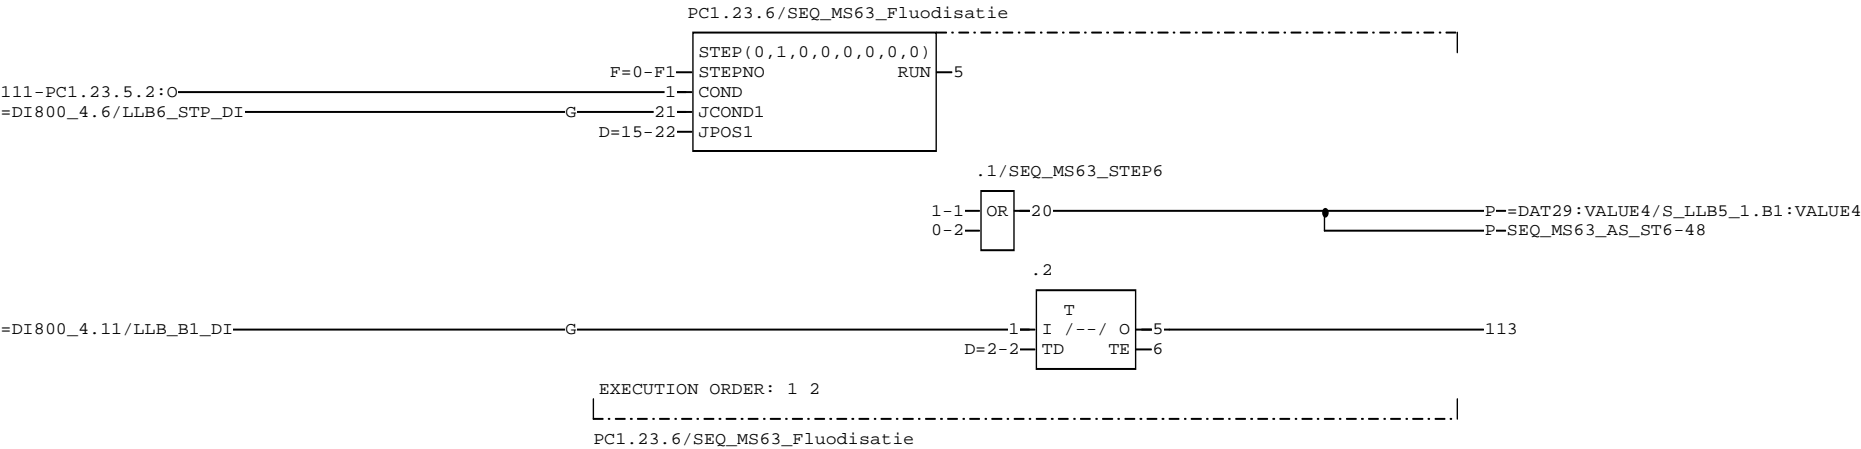 PC1.23.6/SEQ_MS63_Fluodisatie
STEP(0,1,0,0,0,0,0,0)
F=0-F1 STEPNO RUN 5
111-PC1.23.5.2:O 1 COND
=DI800_4.6/LLB6_STP_DI G 21 JCOND1
D=15-22 JPOS1
.1/SEQ_MS63_STEP6
1-1 OR 20 P-=DAT29:VALUE4/S_LLB5_1.B1:VALUE4
0-2 P-SEQ_MS63_AS_ST6-48
.2
T
=DI800_4.11/LLB_B1_DI G 1 I /--/ O 5 113
D=2-2 TD TE 6
EXECUTION ORDER: 1 2
PC1.23.6/SEQ_MS63_Fluodisatie